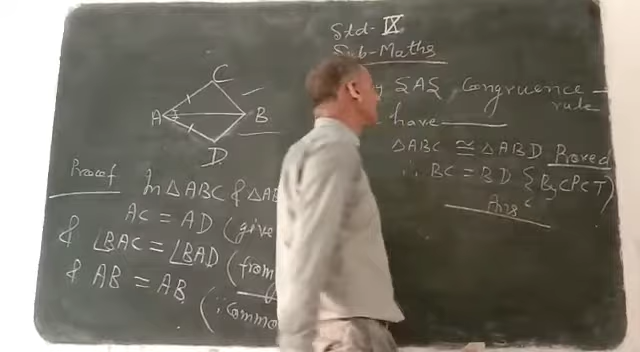 Std- IX
Sub-Maths
C
A
B
D
Proof
In △ABC & △AB
AC = AD (give
& ∠BAC = ∠BAD (from
& AB = AB
(∵ commo
SAS Congruence rule
have
△ABC ≅ △ABD Proved
∴ BC = BD {By CPCT)
Ans